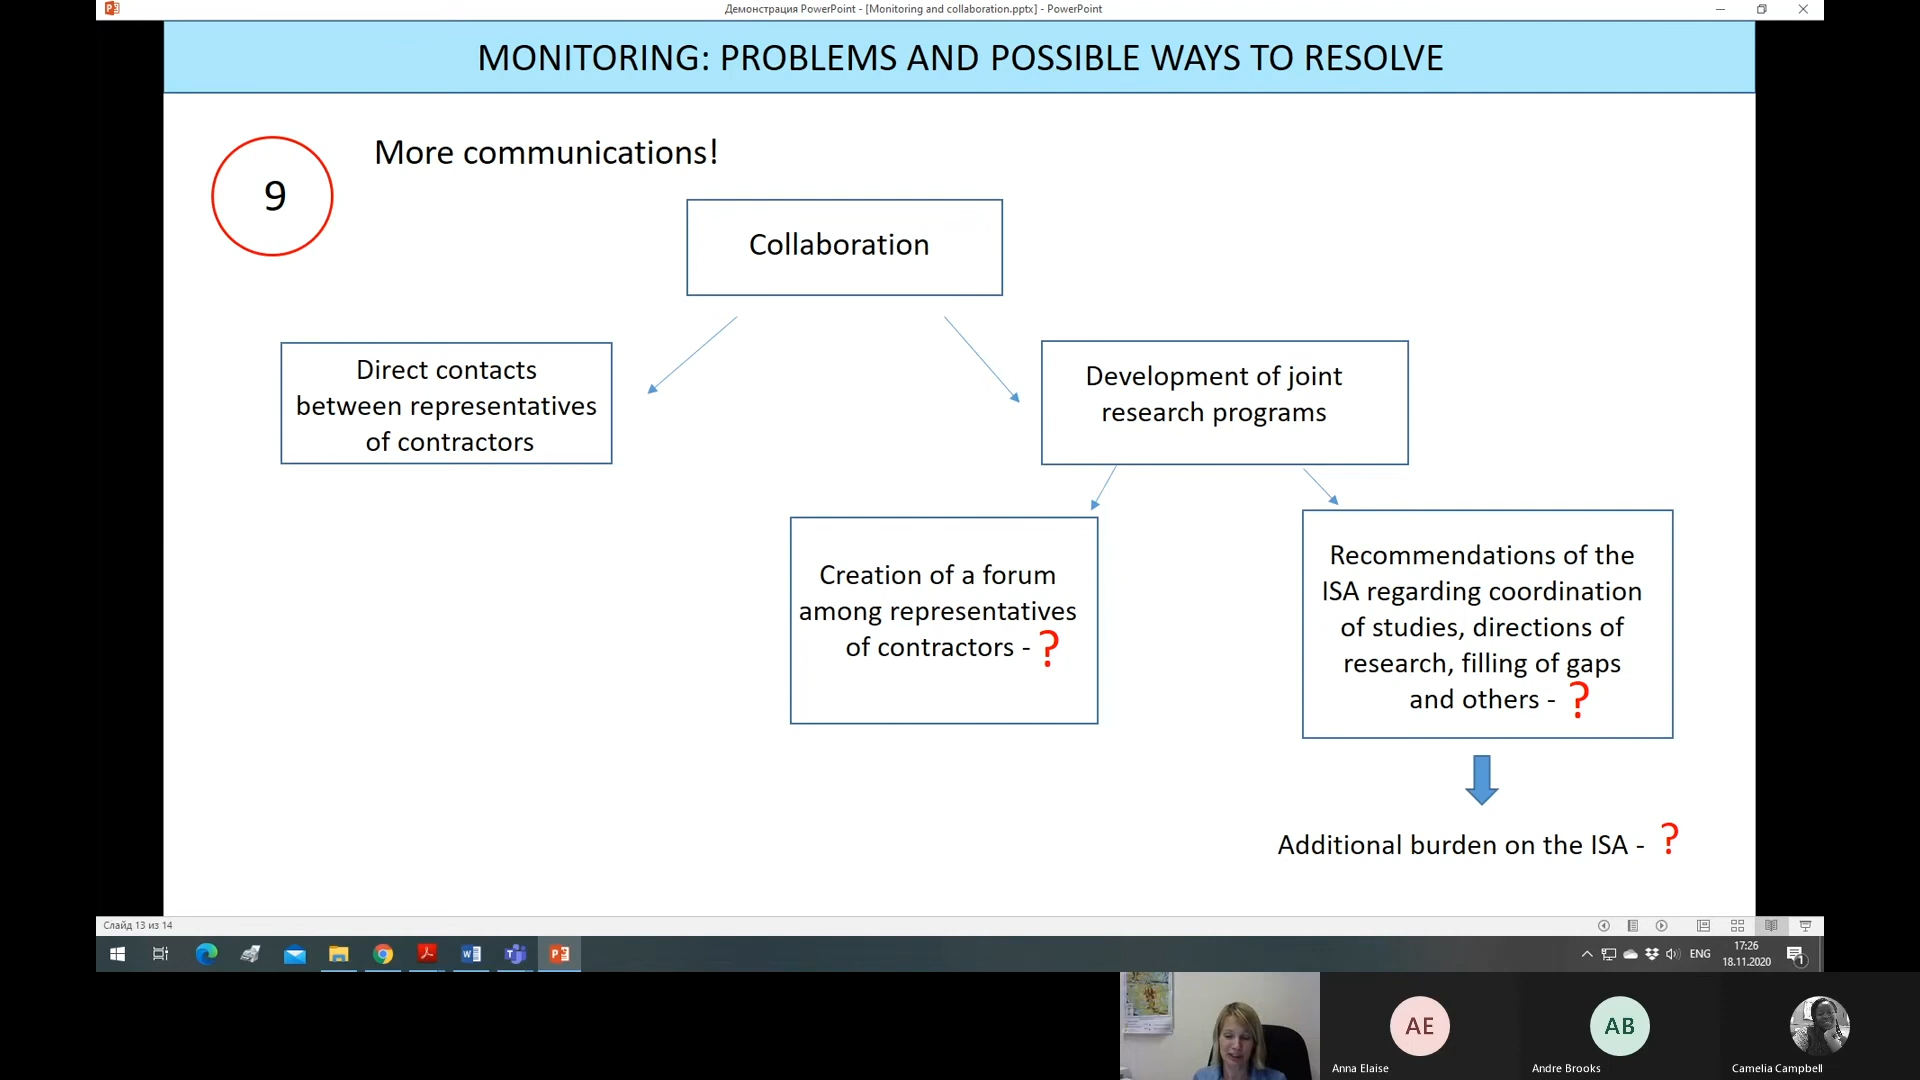 Демонстрация PowerPoint - [Monitoring and collaboration.pptx] - PowerPoint
MONITORING: PROBLEMS AND POSSIBLE WAYS TO RESOLVE
9
More communications!
Collaboration
Direct contacts
between representatives
of contractors
Development of joint
research programs
Creation of a forum
among representatives
of contractors - ?
Recommendations of the
ISA regarding coordination
of studies, directions of
research, filling of gaps
and others - ?
Additional burden on the ISA - ?
Слайд 13 из 14
ENG
17:26
18.11.2020
1
AE
AB
Anna Elaise
Andre Brooks
Camelia Campbell